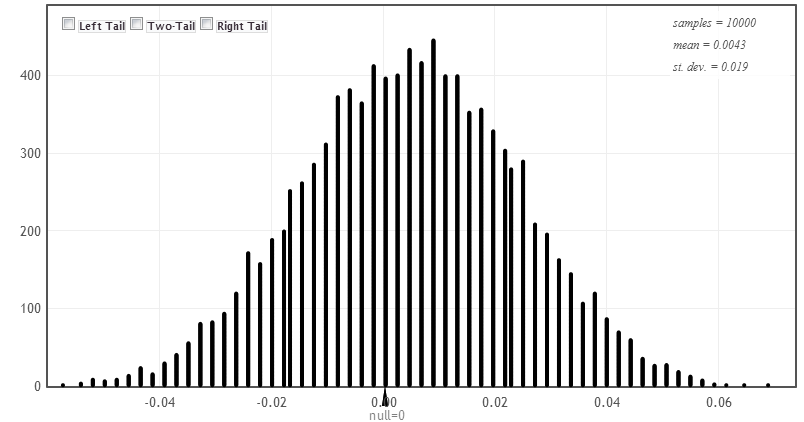 Left Tail Two-Tail Right Tail
samples = 10000
mean = 0.0043
st. dev. = 0.019
400
300
200
100
0
-0.04 -0.02 0.00 0.02 0.04 0.06
null=0